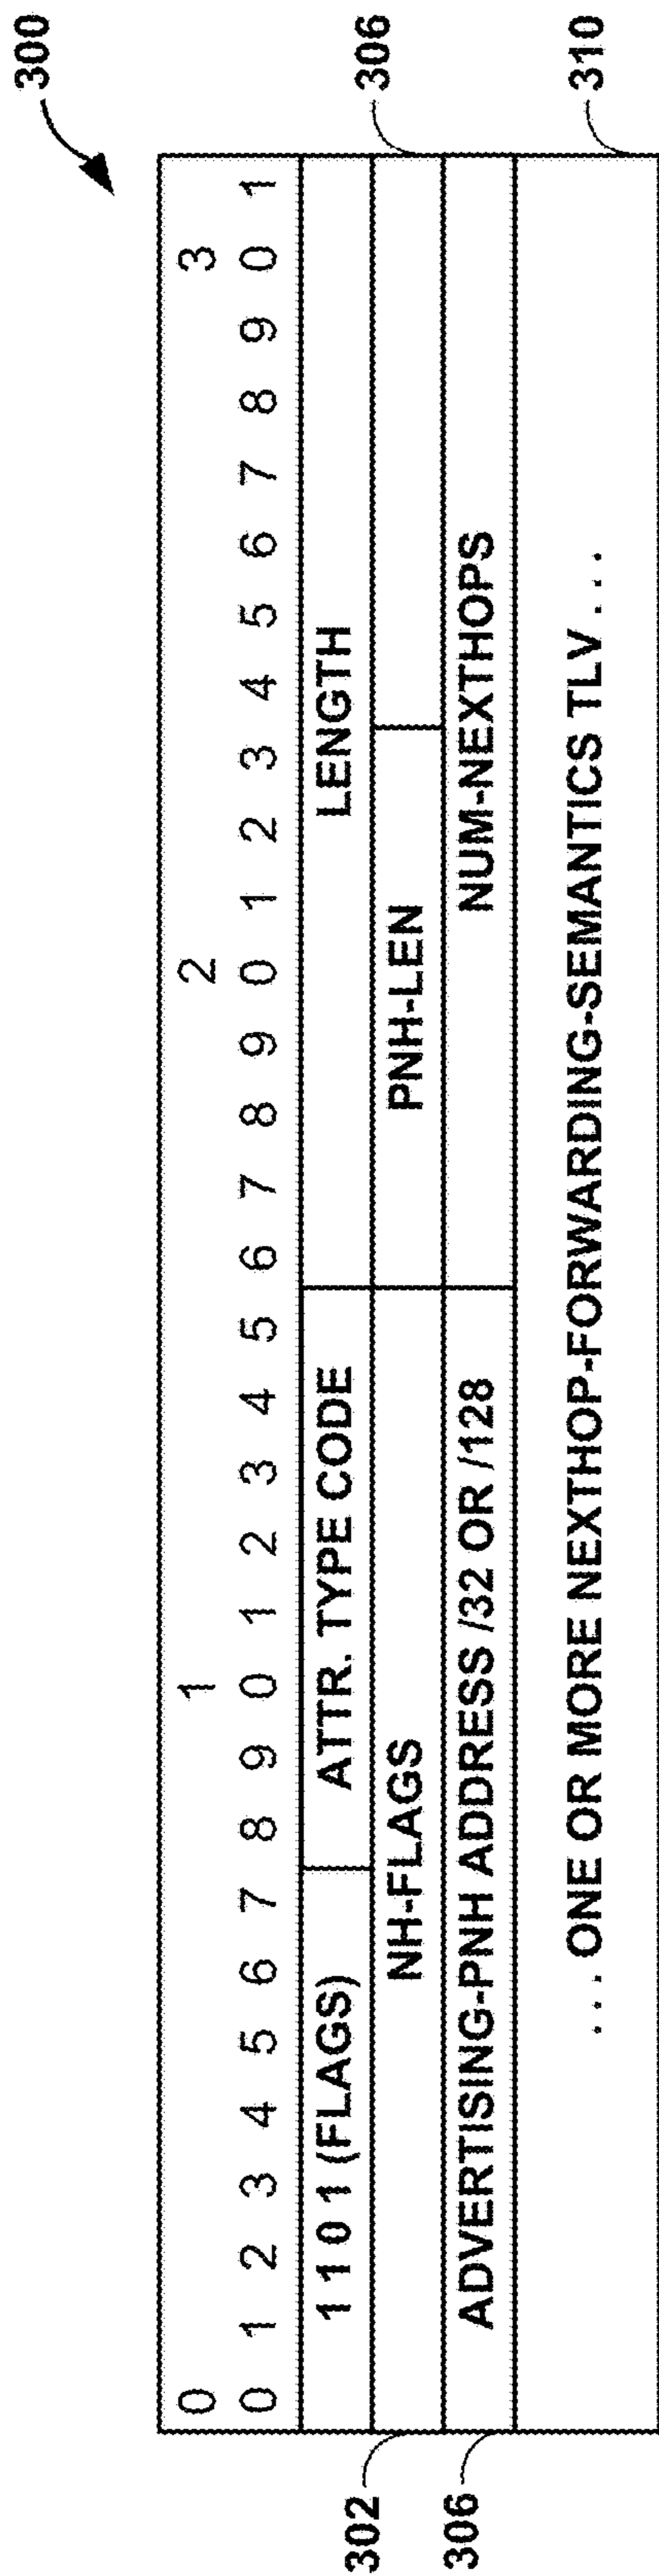 300
0 1 2 3
0 1 2 3 4 5 6 7 8 9 0 1 2 3 4 5 6 7 8 9 0 1 2 3 4 5 6 7 8 9 0 1
1 1 0 1 (FLAGS) ATTR. TYPE CODE LENGTH
302 NH-FLAGS PNH-LEN 306
306 ADVERTISING-PNH ADDRESS /32 OR /128 NUM-NEXTHOPS
. . . ONE OR MORE NEXTHOP-FORWARDING-SEMANTICS TLV . . . 310